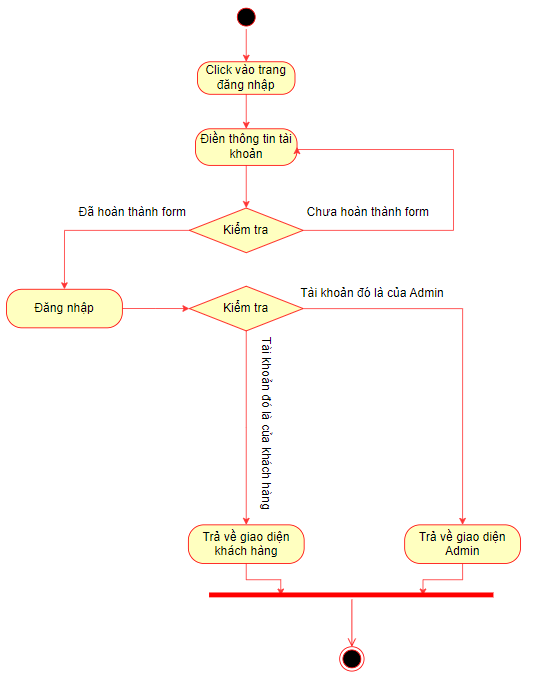 Click vào trang
đăng nhập
Điền thông tin tài
khoản
Đã hoàn thành form
Chưa hoàn thành form
Kiểm tra
Tài khoản đó là của Admin
Đăng nhập
Kiểm tra
Tài khoản đó là của khách hàng
Trả về giao diện
khách hàng
Trả về giao diện
Admin